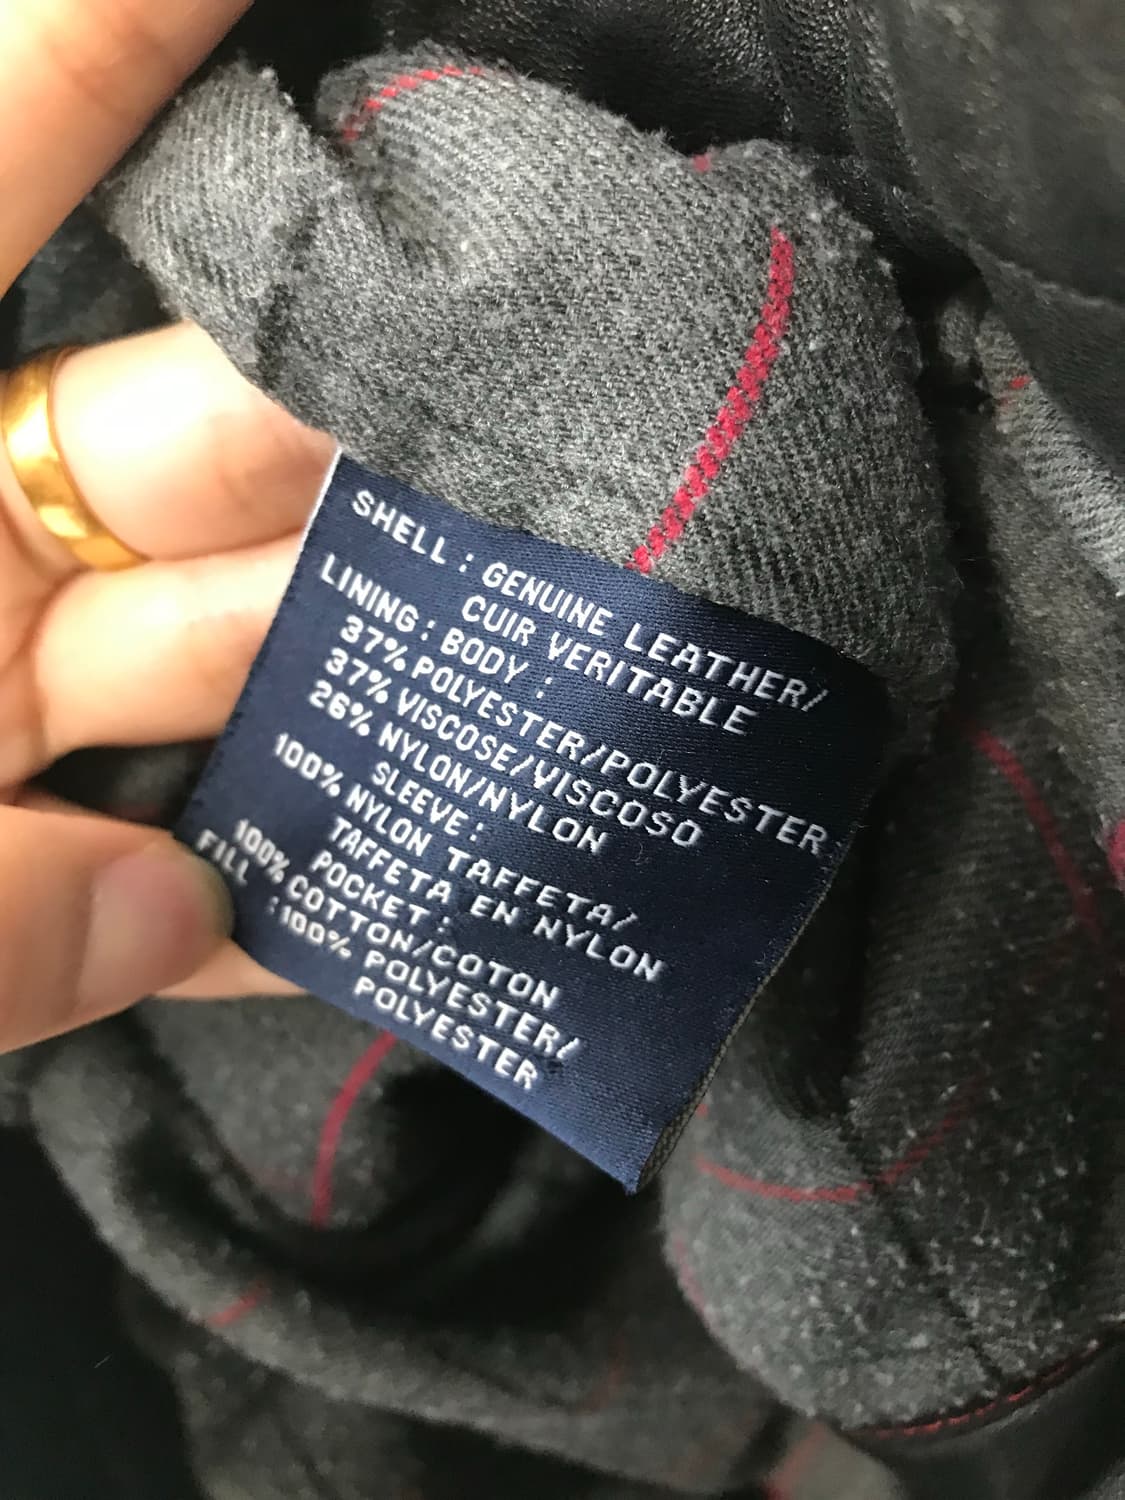 SHELL : GENUINE LEATHER/
CUIR VERITABLE
LINING : BODY :
37% POLYESTER/POLYESTER
37% VISCOSE/VISCOSO
26% NYLON/NYLON
SLEEVE :
100% NYLON TAFFETA/
TAFFETA EN NYLON
POCKET :
100% COTTON/COTON
FILL : 100% POLYESTER/
POLYESTER